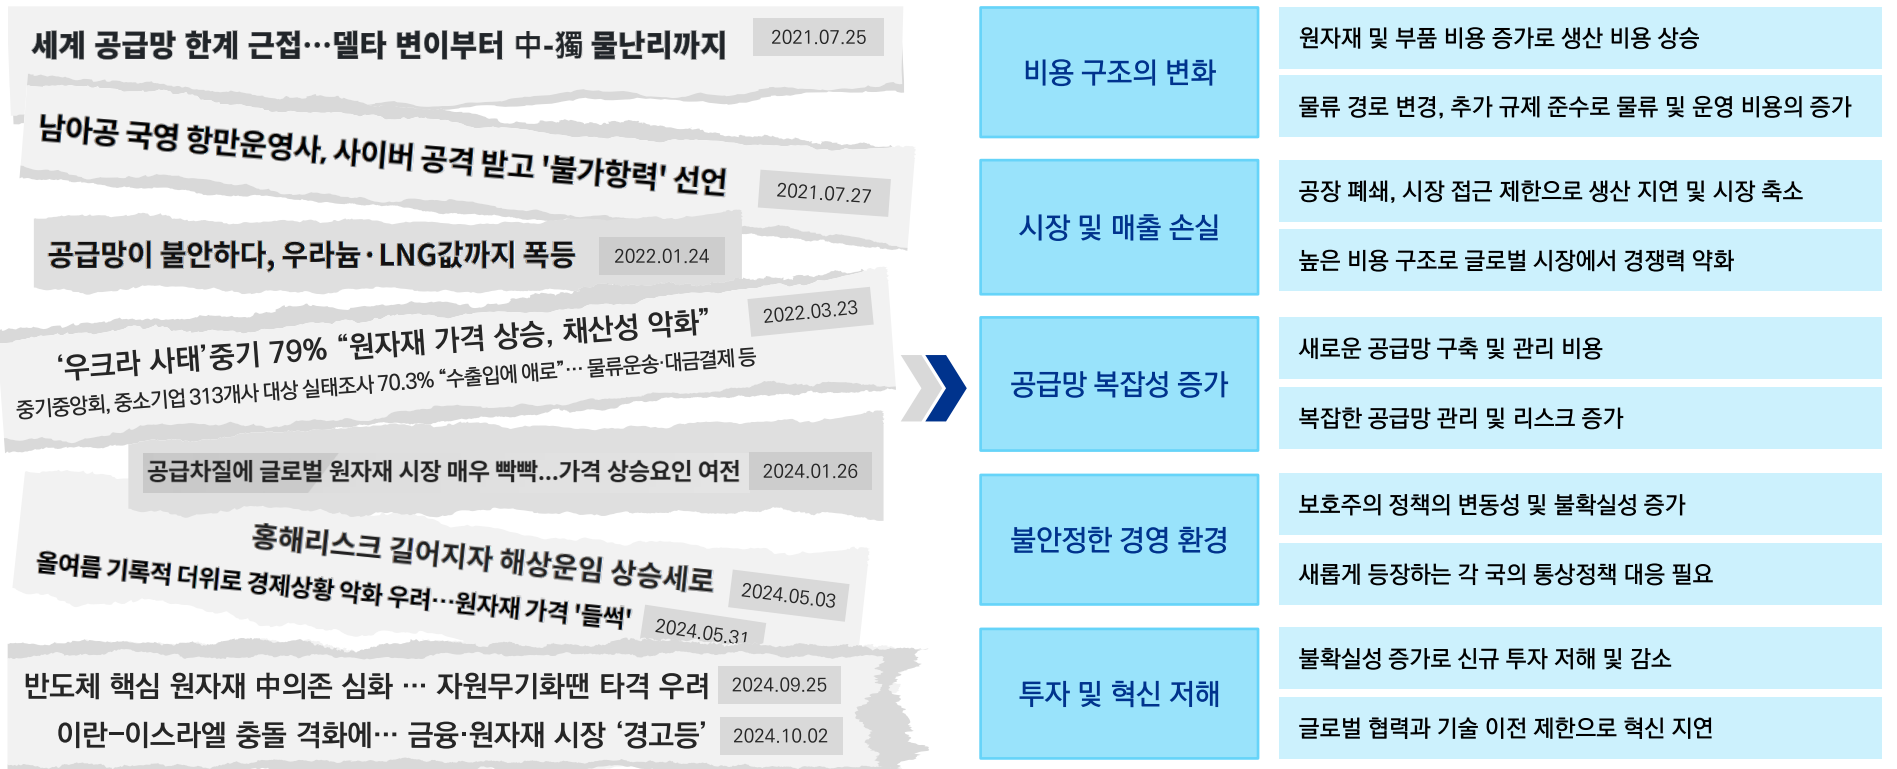 세계 공급망 한계 근접…델타 변이부터 中-獨 물난리까지 2021.07.25
남아공 국영 항만운영사, 사이버 공격 받고 '불가항력' 선언 2021.07.27
공급망이 불안하다, 우라늄·LNG값까지 폭등 2022.01.24
‘우크라 사태’중기 79% “원자재 가격 상승, 채산성 악화” 2022.03.23
중기중앙회, 중소기업 313개사 대상 실태조사 70.3% “수출입에 애로”… 물류운송·대금결제 등
공급차질에 글로벌 원자재 시장 매우 빡빡...가격 상승요인 여전 2024.01.26
홍해리스크 길어지자 해상운임 상승세로 2024.05.03
올여름 기록적 더위로 경제상황 악화 우려…원자재 가격 '들썩' 2024.05.31
반도체 핵심 원자재 中의존 심화 … 자원무기화땐 타격 우려 2024.09.25
이란-이스라엘 충돌 격화에… 금융·원자재 시장 ‘경고등’ 2024.10.02
비용 구조의 변화
원자재 및 부품 비용 증가로 생산 비용 상승
물류 경로 변경, 추가 규제 준수로 물류 및 운영 비용의 증가
시장 및 매출 손실
공장 폐쇄, 시장 접근 제한으로 생산 지연 및 시장 축소
높은 비용 구조로 글로벌 시장에서 경쟁력 약화
공급망 복잡성 증가
새로운 공급망 구축 및 관리 비용
복잡한 공급망 관리 및 리스크 증가
불안정한 경영 환경
보호주의 정책의 변동성 및 불확실성 증가
새롭게 등장하는 각 국의 통상정책 대응 필요
투자 및 혁신 저해
불확실성 증가로 신규 투자 저해 및 감소
글로벌 협력과 기술 이전 제한으로 혁신 지연